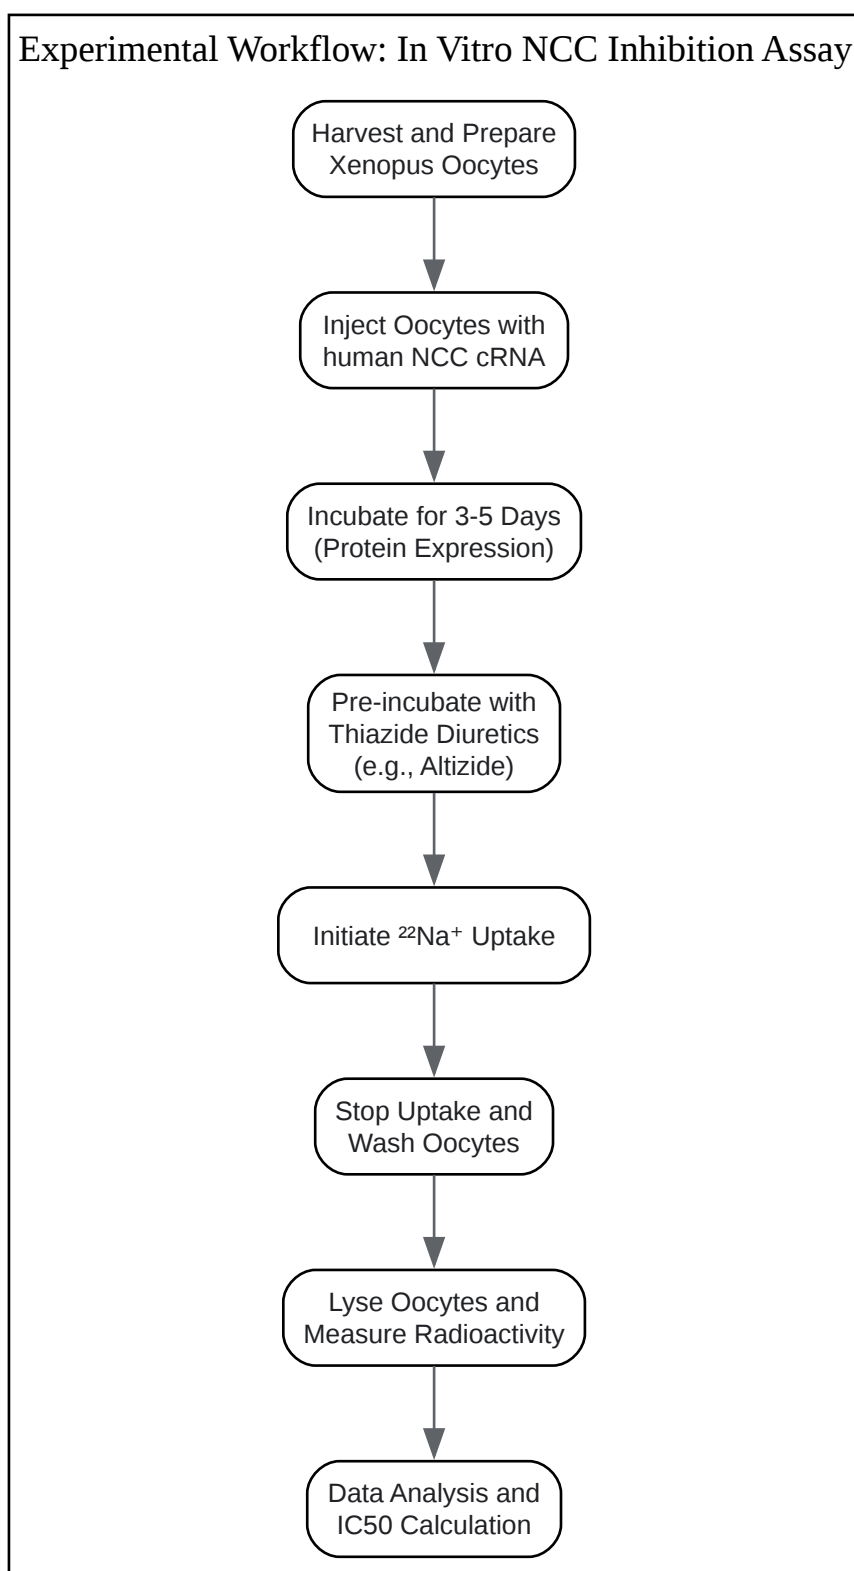 Experimental Workflow: In Vitro NCC Inhibition Assay
Harvest and Prepare
Xenopus Oocytes
Inject Oocytes with
human NCC cRNA
Incubate for 3-5 Days
(Protein Expression)
Pre-incubate with
Thiazide Diuretics
(e.g., Altizide)
Initiate ²²Na⁺ Uptake
Stop Uptake and
Wash Oocytes
Lyse Oocytes and
Measure Radioactivity
Data Analysis and
IC50 Calculation